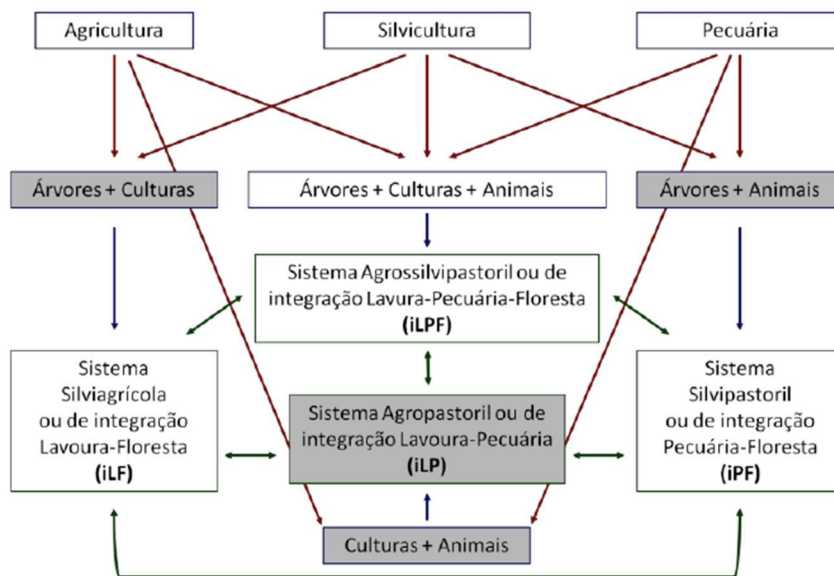 Agricultura
Silvicultura
Pecuária
Árvores + Culturas
Árvores + Culturas + Animais
Árvores + Animais
Sistema Agrossilvipastoril ou de
integração Lavura-Pecuária-Floresta
(iLPF)
Sistema
Silviagrícola
ou de integração
Lavoura-Floresta
(iLF)
Sistema Agropastoril ou de
integração Lavoura-Pecuária
(iLP)
Sistema
Silvipastoril
ou de integração
Pecuária-Floresta
(iPF)
Culturas + Animais